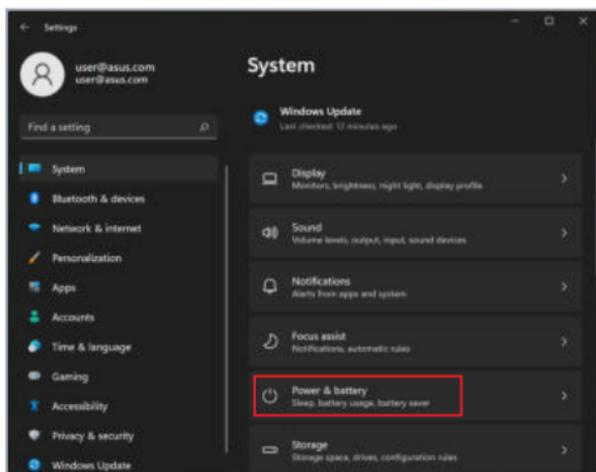 Settings
user@asus.com
user@asus.com
Find a setting
System
Bluetooth & devices
Network & internet
Personalization
Apps
Accounts
Time & language
Gaming
Accessibility
Privacy & security
Windows Update
System
Windows Update
Last checked: 12 minutes ago
Display
Monitors, brightness, night light, display profile
Sound
Volume levels, output, input, sound devices
Notifications
Alerts from apps and system
Focus assist
Notifications, automatic rules
Power & battery
Sleep, battery usage, battery saver
Storage
Storage space, drives, configuration rules